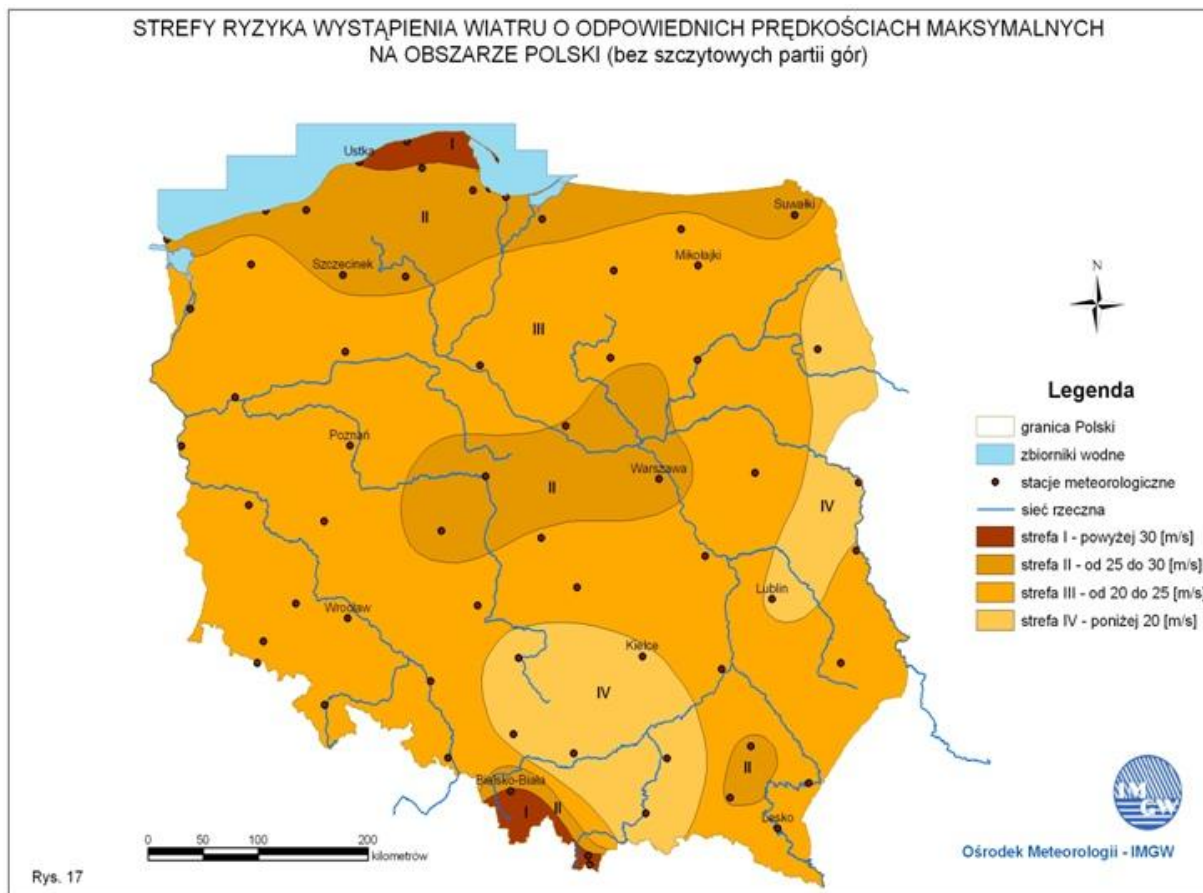 STREFY RYZYKA WYSTĄPIENIA WIATRU O ODPOWIEDNICH PRĘDKOŚCIACH MAKSYMALNYCH
NA OBSZARZE POLSKI (bez szczytowych partii gór)
I
Ustka
II
Suwałki
Szczecinek
Mikołajki
N
III
Poznań
Warszawa
II
IV
Lublin
Wrocław
Kielce
IV
II
Bielsko-Biała
I
II
Lesko
Legenda
granica Polski
zbiorniki wodne
stacje meteorologiczne
sieć rzeczna
strefa I - powyżej 30 [m/s]
strefa II - od 25 do 30 [m/s]
strefa III - od 20 do 25 [m/s]
strefa IV - poniżej 20 [m/s]
0 50 100 200
kilometrów
IM
GW
Ośrodek Meteorologii - IMGW
Rys. 17